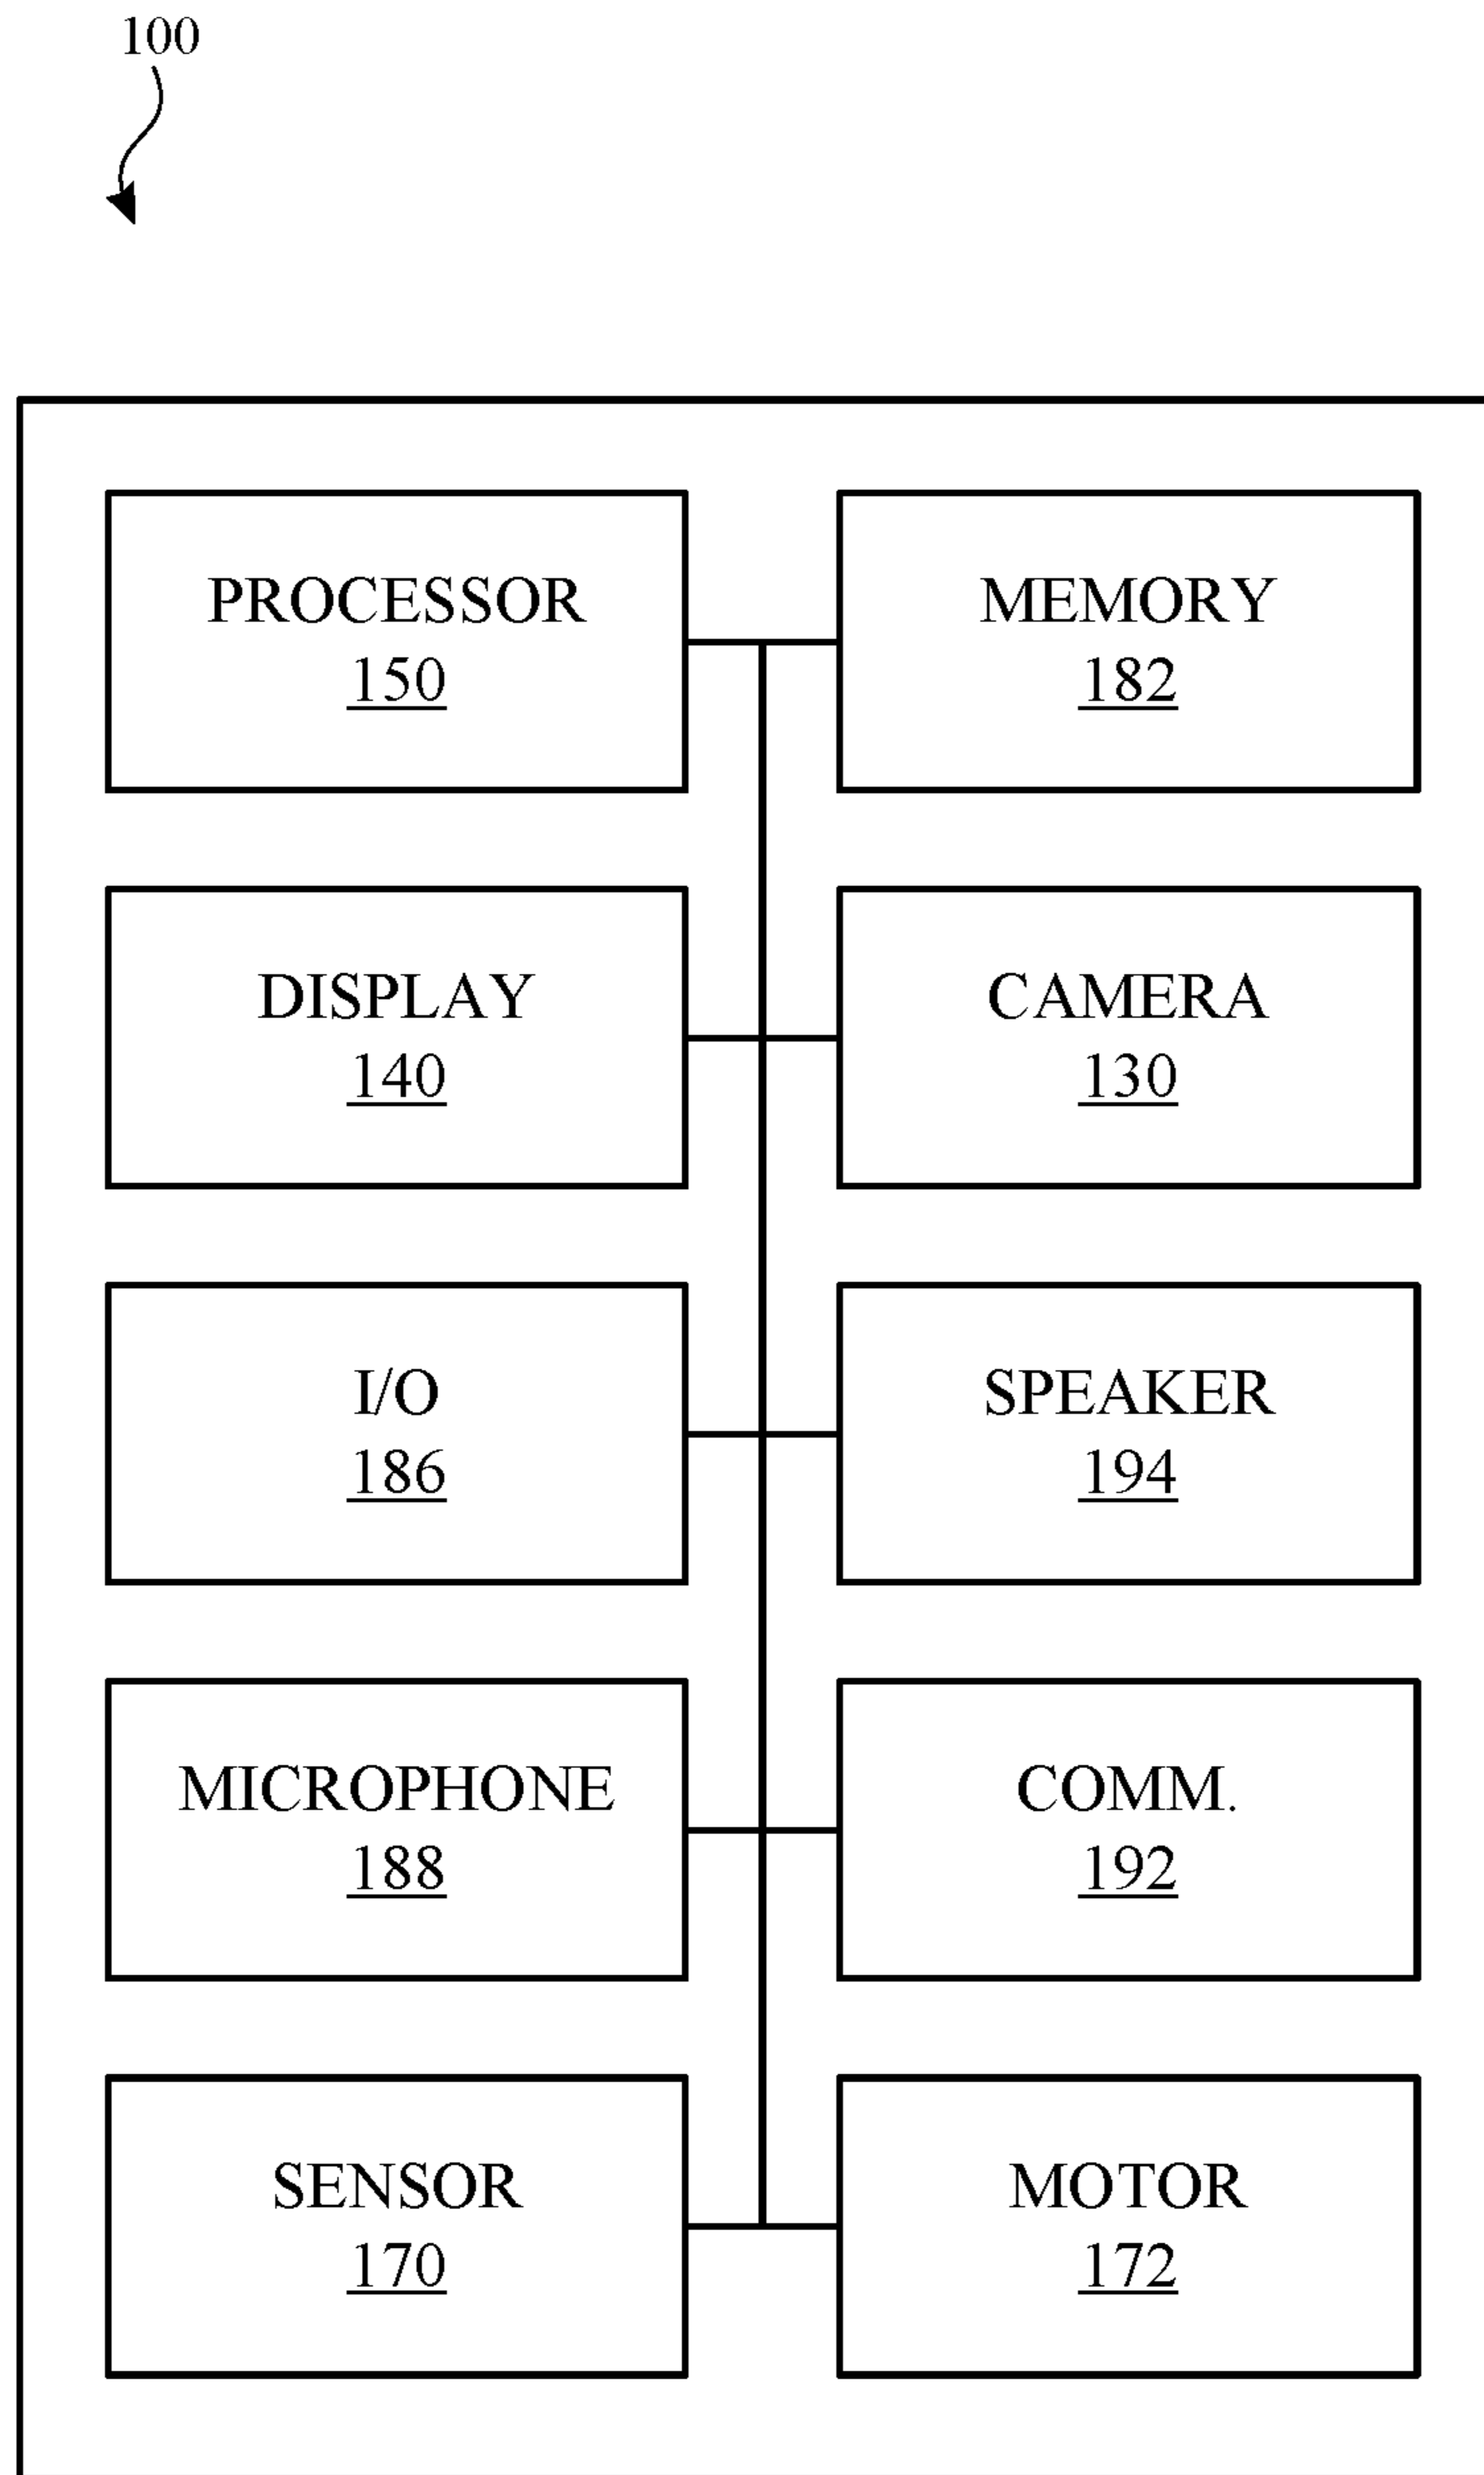 100
PROCESSOR
150
MEMORY
182
DISPLAY
140
CAMERA
130
I/O
186
SPEAKER
194
MICROPHONE
188
COMM.
192
SENSOR
170
MOTOR
172